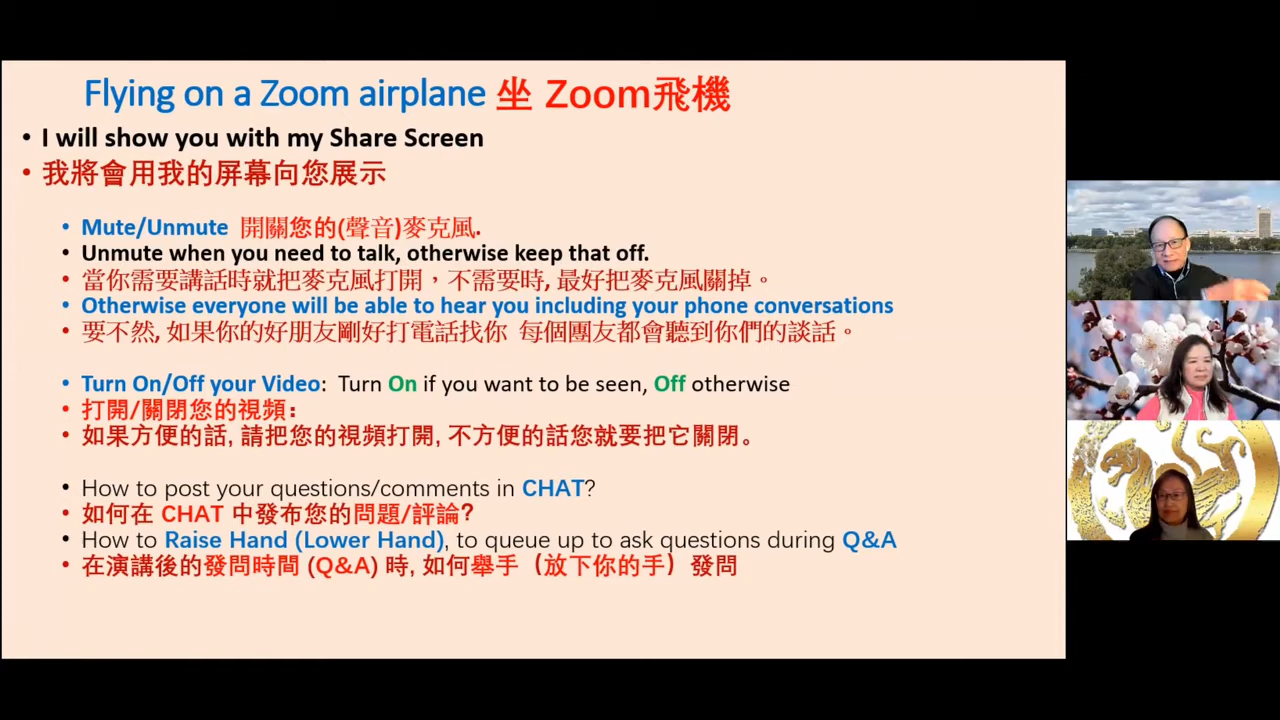 Flying on a Zoom airplane 坐 Zoom飛機
• I will show you with my Share Screen
• 我將會用我的屏幕向您展示
• Mute/Unmute 開關您的(聲音)麥克風.
• Unmute when you need to talk, otherwise keep that off.
• 當你需要講話時就把麥克風打開，不需要時, 最好把麥克風關掉。
• Otherwise everyone will be able to hear you including your phone conversations
• 要不然, 如果你的好朋友剛好打電話找你 每個團友都會聽到你們的談話。
• Turn On/Off your Video: Turn On if you want to be seen, Off otherwise
• 打開/關閉您的視頻：
• 如果方便的話, 請把您的視頻打開, 不方便的話您就要把它關閉。
• How to post your questions/comments in CHAT?
• 如何在 CHAT 中發布您的問題/評論?
• How to Raise Hand (Lower Hand), to queue up to ask questions during Q&A
• 在演講後的發問時間 (Q&A) 時, 如何舉手（放下你的手）發問